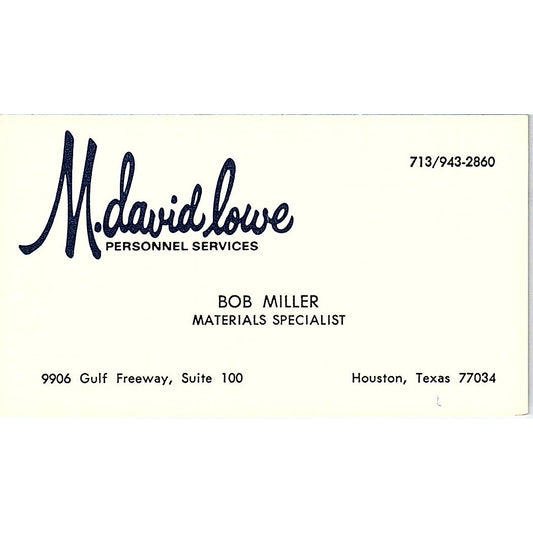 713/943-2860
M. david lowe
PERSONNEL SERVICES
BOB MILLER
MATERIALS SPECIALIST
9906 Gulf Freeway, Suite 100 Houston, Texas 77034